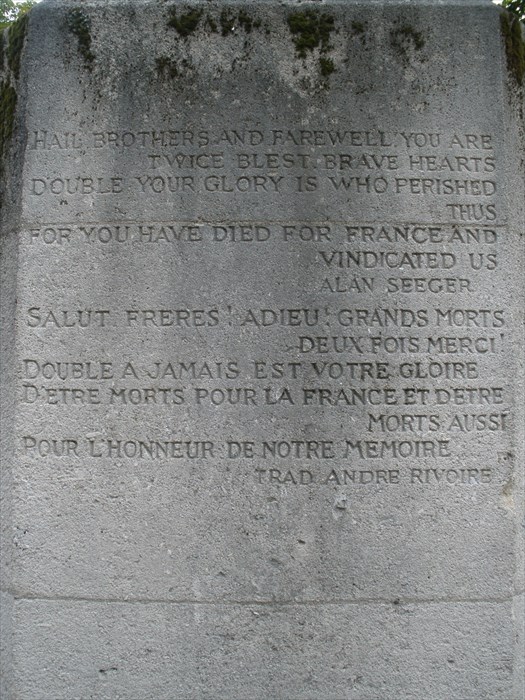 HAIL BROTHERS AND FAREWELL YOU ARE
TWICE BLEST BRAVE HEARTS
DOUBLE YOUR GLORY IS WHO PERISHED
THUS
FOR YOU HAVE DIED FOR FRANCE AND
VINDICATED US
ALAN SEEGER
SALUT FRERES! ADIEU! GRANDS MORTS
DEUX FOIS MERCI!
DOUBLE A JAMAIS EST VOTRE GLOIRE
D'ETRE MORTS POUR LA FRANCE ET D'ETRE
MORTS AUSSI
POUR L'HONNEUR DE NOTRE MEMOIRE
TRAD ANDRE RIVOIRE